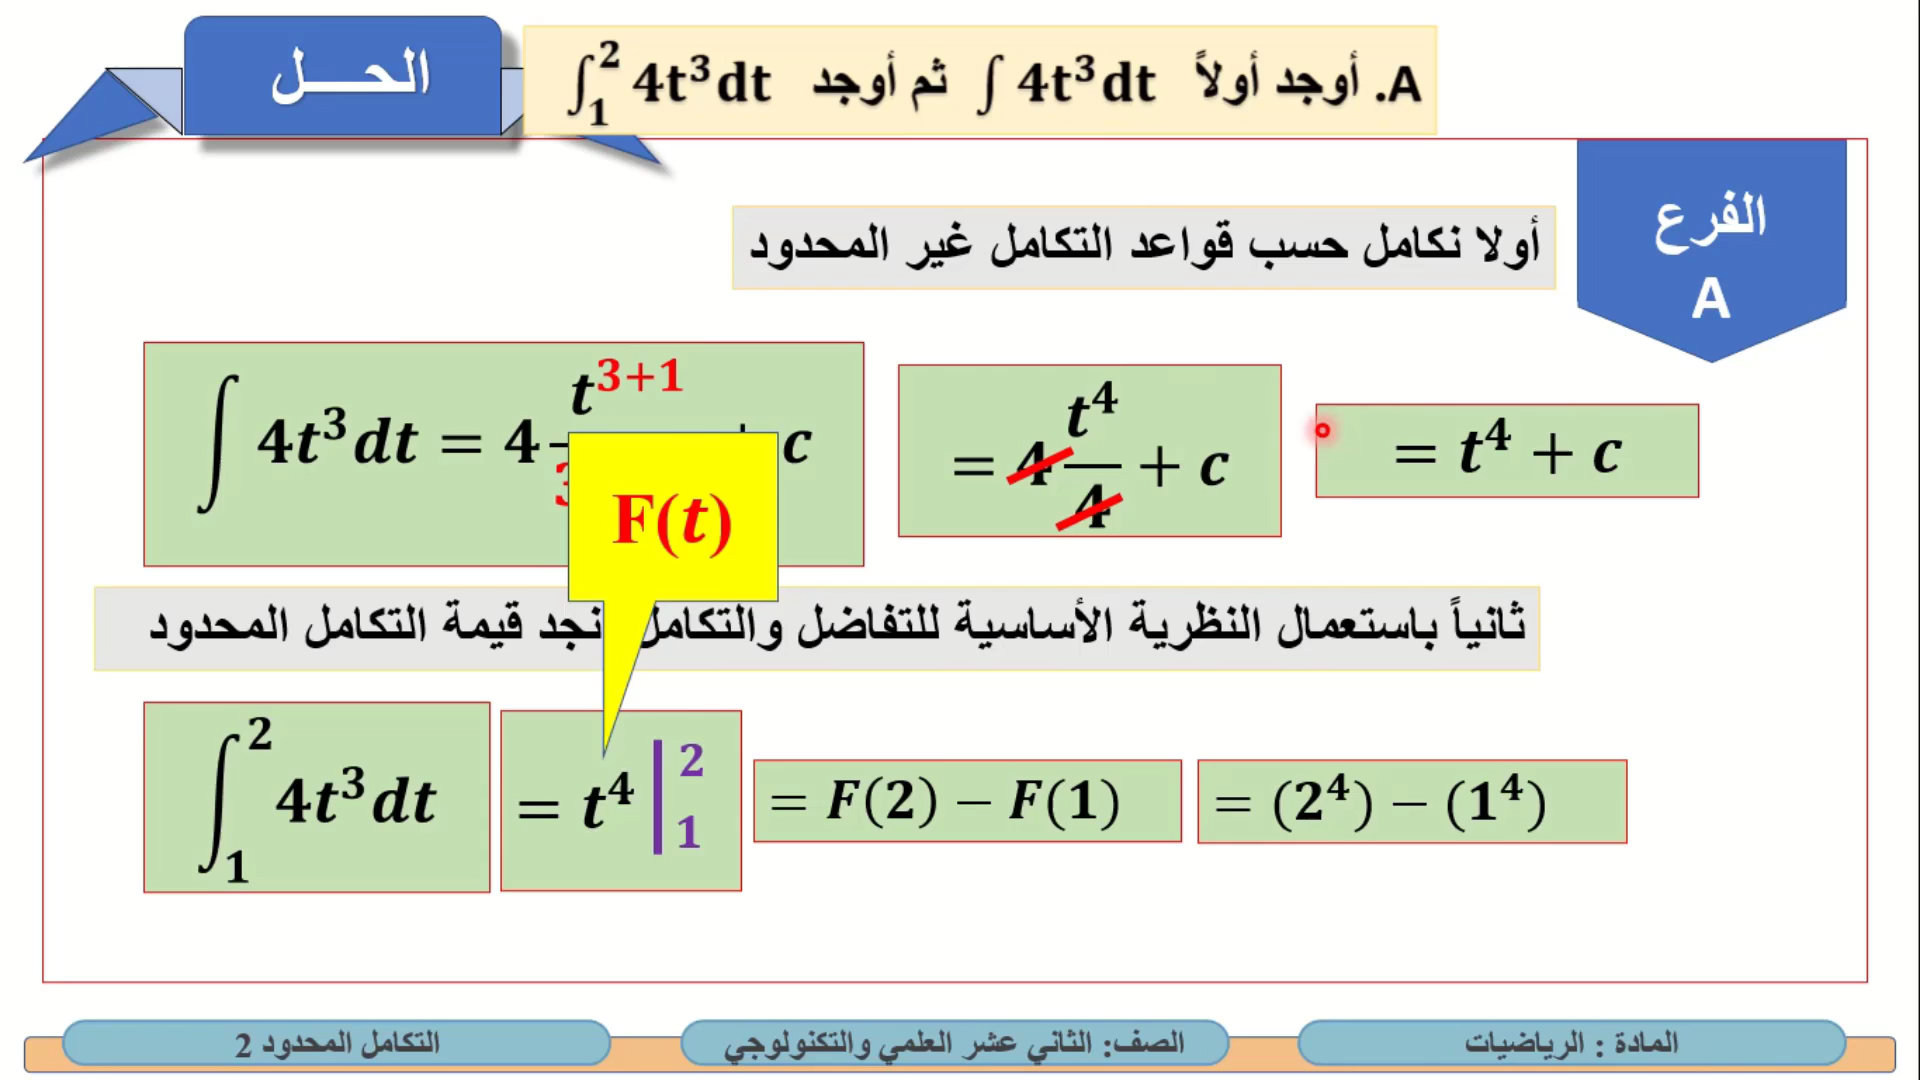 الحـــل
A. أوجد أولاً ∫ 4t³dt ثم أوجد ∫₁² 4t³dt
الفرع
A
أولا نكامل حسب قواعد التكامل غير المحدود
∫ 4t³dt = 4 t³⁺¹ / 3 + c
= 4 t⁴/4 + c
= t⁴ + c
F(t)
ثانياً باستعمال النظرية الأساسية للتفاضل والتكامل نجد قيمة التكامل المحدود
∫₁² 4t³dt
= t⁴ |₁²
= F(2) − F(1)
= (2⁴) − (1⁴)
المادة : الرياضيات
الصف: الثاني عشر العلمي والتكنولوجي
التكامل المحدود 2